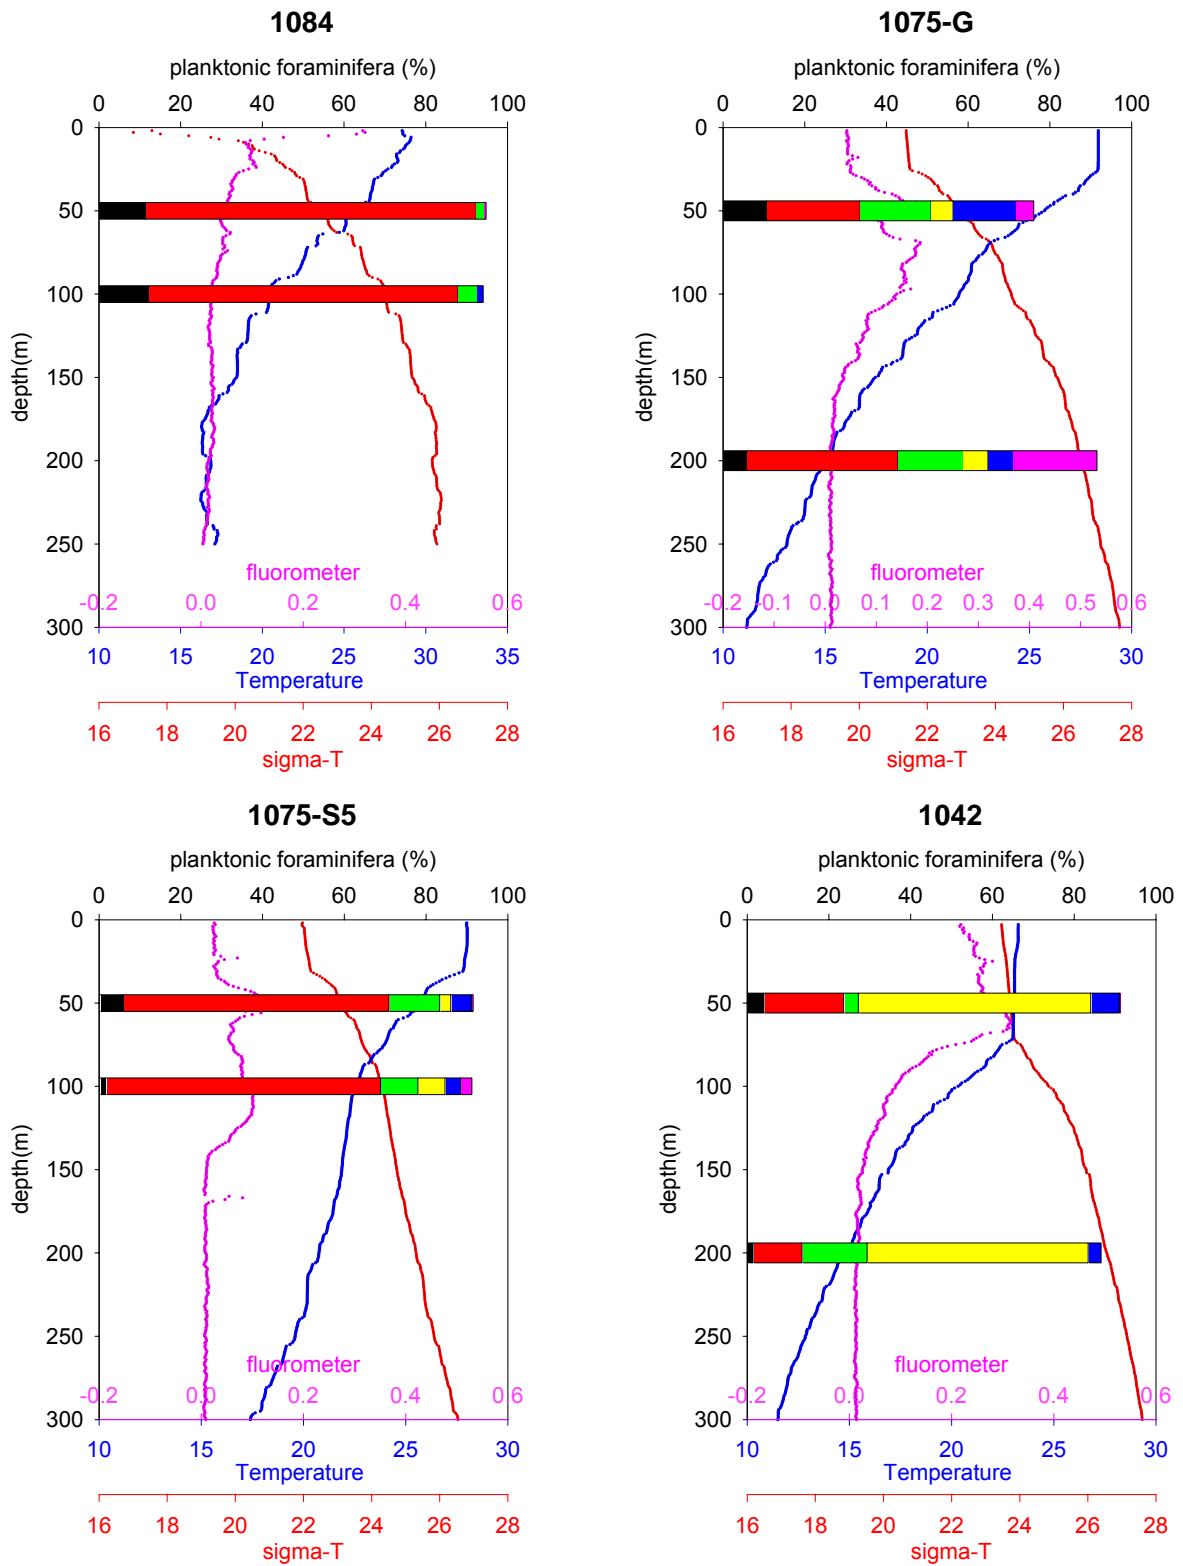 1084
planktonic foraminifera (%)
0 20 40 60 80 100
0
50
100
150
200
250
300
depth(m)
fluorometer
-0.2 0.0 0.2 0.4 0.6
10 15 20 25 30 35
Temperature
16 18 20 22 24 26 28
sigma-T
1075-G
planktonic foraminifera (%)
0 20 40 60 80 100
0
50
100
150
200
250
300
depth(m)
fluorometer
-0.2 -0.1 0.0 0.1 0.2 0.3 0.4 0.5 0.6
10 15 20 25 30
Temperature
16 18 20 22 24 26 28
sigma-T
1075-S5
planktonic foraminifera (%)
0 20 40 60 80 100
0
50
100
150
200
250
300
depth(m)
fluorometer
-0.2 0.0 0.2 0.4 0.6
10 15 20 25 30
Temperature
16 18 20 22 24 26 28
sigma-T
1042
planktonic foraminifera (%)
0 20 40 60 80 100
0
50
100
150
200
250
300
depth(m)
fluorometer
-0.2 0.0 0.2 0.4 0.6
10 15 20 25 30
Temperature
16 18 20 22 24 26 28
sigma-T